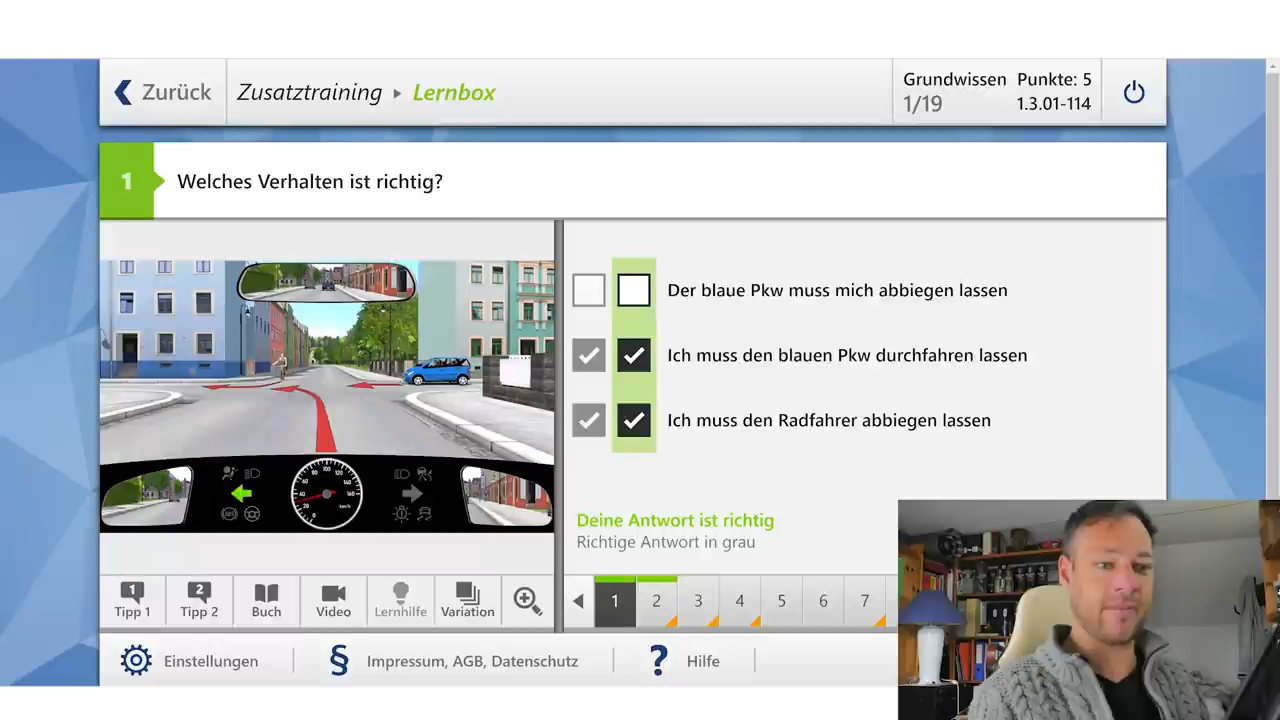 Zurück
Zusatztraining ▸ Lernbox
Grundwissen Punkte: 5
1/19 1.3.01-114
1 Welches Verhalten ist richtig?
Der blaue Pkw muss mich abbiegen lassen
Ich muss den blauen Pkw durchfahren lassen
Ich muss den Radfahrer abbiegen lassen
Deine Antwort ist richtig
Richtige Antwort in grau
1 2
Tipp 1 Tipp 2 Buch Video Lernhilfe Variation
1 2 3 4 5 6 7
Einstellungen
§ Impressum, AGB, Datenschutz
? Hilfe